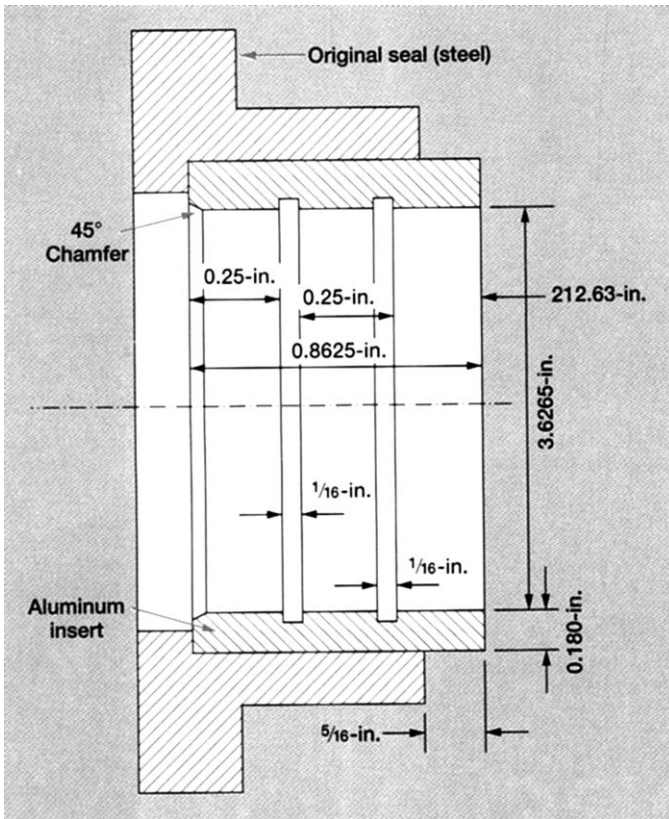 Original seal (steel)
45°
Chamfer
0.25-in.
0.25-in.
212.63-in.
0.8625-in.
3.6265-in.
1/16-in.
1/16-in.
Aluminum
insert
0.180-in.
5/16-in.